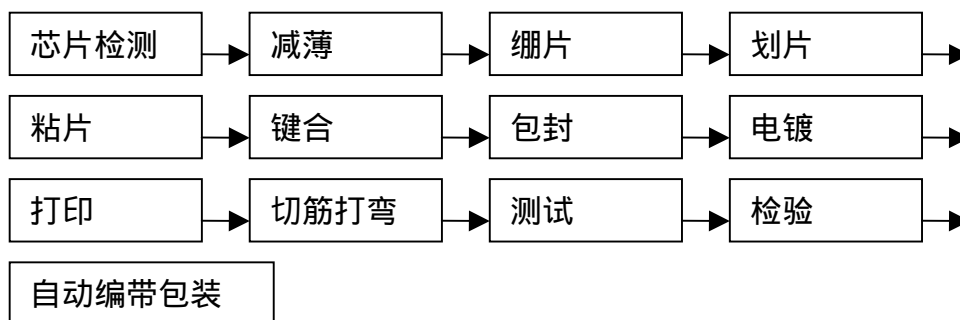 芯片检测 减薄 绷片 划片
粘片 键合 包封 电镀
打印 切筋打弯 测试 检验
自动编带包装